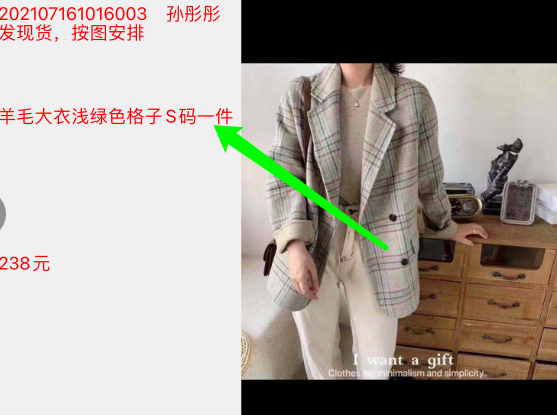 202107161016003 孙彤彤
发现货，按图安排
羊毛大衣浅绿色格子S码一件
238元
I want a gift
Clothes like minimalism and simplicity.